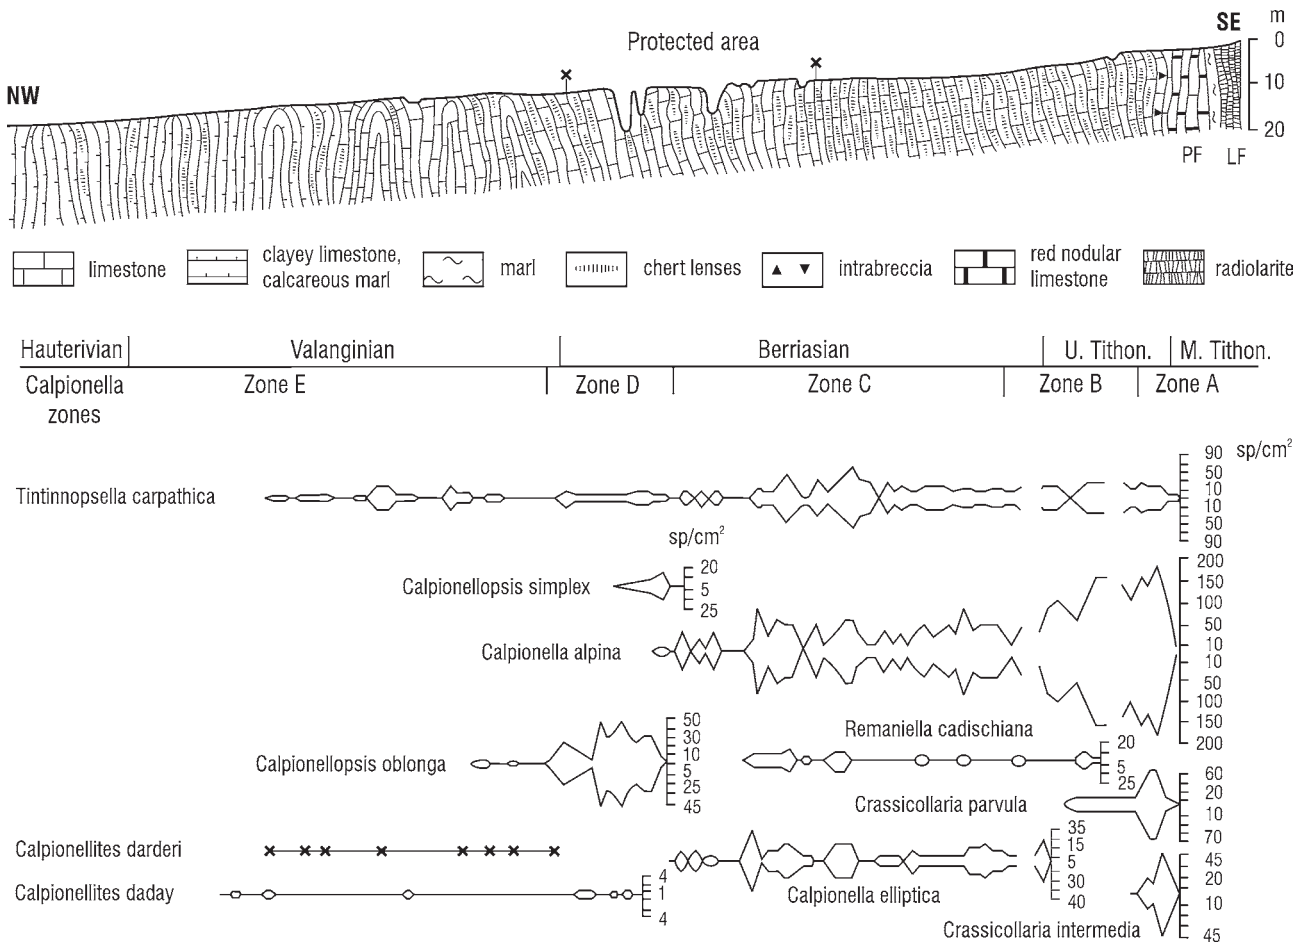 SE
m
0
10
20
Protected area
NW
PF
LF
limestone
clayey limestone,
calcareous marl
marl
chert lenses
intrabreccia
red nodular
limestone
radiolarite
Hauterivian
Valanginian
Berriasian
U. Tithon.
M. Tithon.
Calpionella
zones
Zone E
Zone D
Zone C
Zone B
Zone A
Tintinnopsella carpathica
90
50
10
10
50
90
sp/cm²
sp/cm²
Calpionellopsis simplex
20
5
25
Calpionella alpina
200
150
100
50
10
10
50
100
150
200
Calpionellopsis oblonga
50
30
10
5
25
45
Remaniella cadischiana
20
5
25
Crassicollaria parvula
60
20
10
70
Calpionellites darderi
Calpionellites daday
4
1
4
Calpionella elliptica
35
15
5
30
40
Crassicollaria intermedia
45
20
10
45